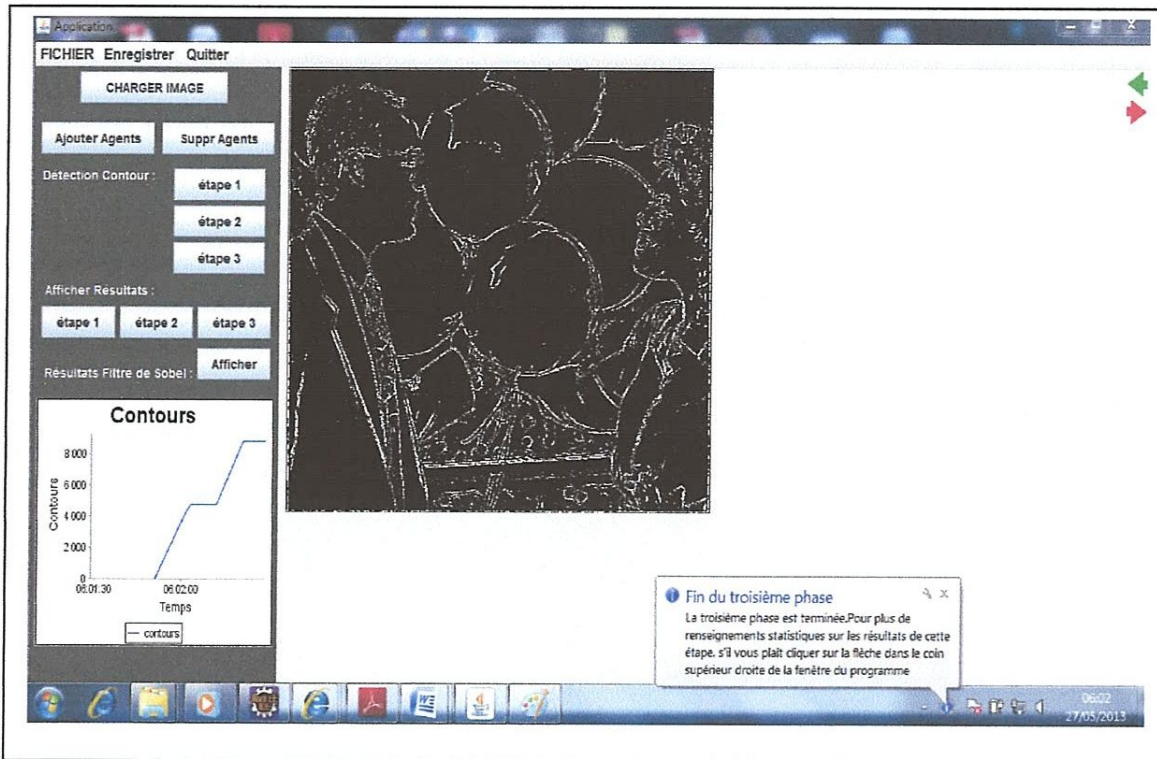 Application
FICHIER Enregistrer Quitter
CHARGER IMAGE
Ajouter Agents Suppr Agents
Détection Contour :
étape 1
étape 2
étape 3
Afficher Résultats :
étape 1 étape 2 étape 3
Résultats Filtre de Sobel : Afficher
Contours
8 000
6 000
4 000
2 000
0
Contours
06:01:30 06:02:00
Temps
contours
Fin du troisième phase
La troisième phase est terminée.Pour plus de
renseignements statistiques sur les résultats de cette
étape, s'il vous plaît cliquer sur la flèche dans le coin
supérieur droite de la fenêtre du programme
06:02
27/05/2013